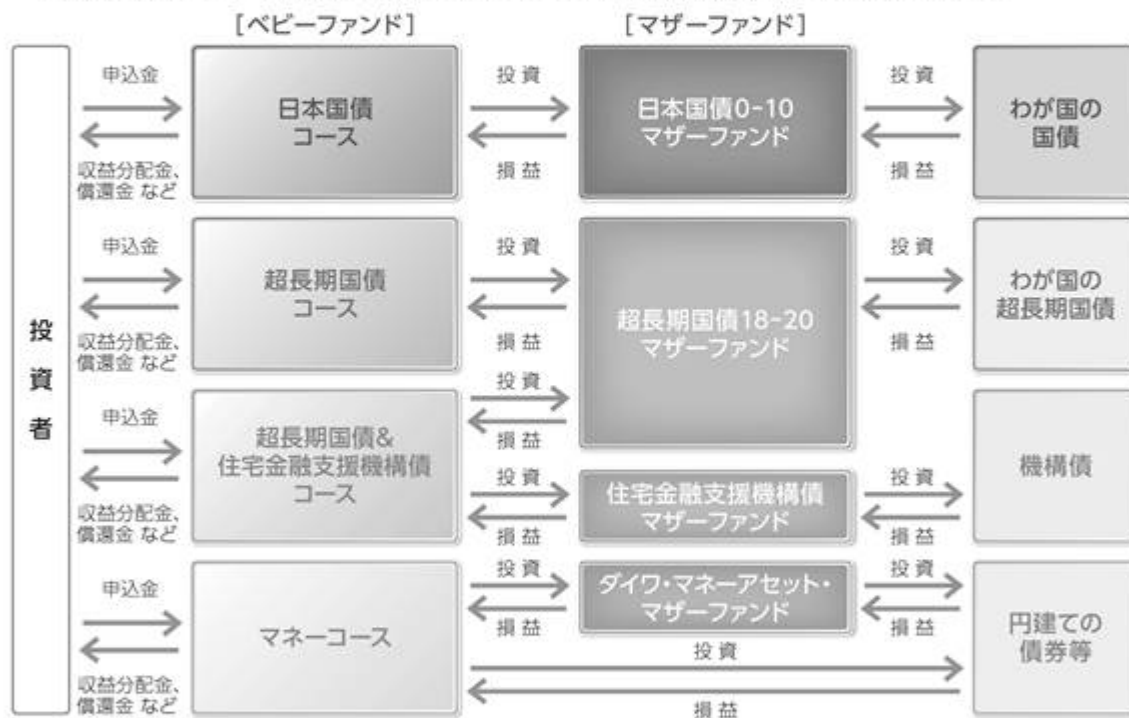 [ベビーファンド]
[マザーファンド]
投資者
申込金
収益分配金、
償還金 など
日本国債
コース
投 資
損 益
日本国債0-10
マザーファンド
投 資
損 益
わが国の
国債
申込金
収益分配金、
償還金 など
超長期国債
コース
投 資
損 益
超長期国債18-20
マザーファンド
投 資
損 益
わが国の
超長期国債
申込金
収益分配金、
償還金 など
超長期国債&
住宅金融支援機構債
コース
投 資
損 益
投 資
損 益
住宅金融支援機構債
マザーファンド
投 資
損 益
機構債
申込金
収益分配金、
償還金 など
マネーコース
投 資
損 益
ダイワ・マネーアセット・
マザーファンド
投 資
損 益
投 資
損 益
円建ての
債券等